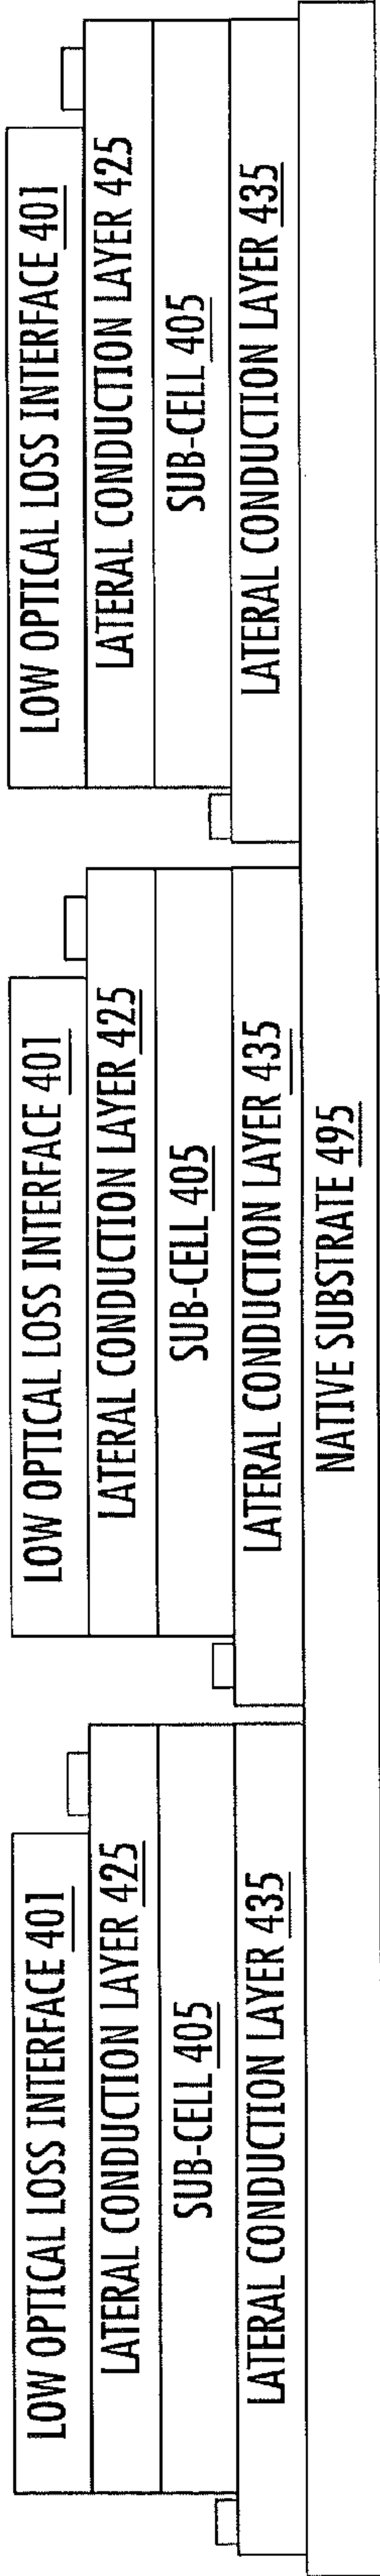 LOW OPTICAL LOSS INTERFACE 401
LATERAL CONDUCTION LAYER 425
SUB-CELL 405
LATERAL CONDUCTION LAYER 435
LOW OPTICAL LOSS INTERFACE 401
LATERAL CONDUCTION LAYER 425
SUB-CELL 405
LATERAL CONDUCTION LAYER 435
LOW OPTICAL LOSS INTERFACE 401
LATERAL CONDUCTION LAYER 425
SUB-CELL 405
LATERAL CONDUCTION LAYER 435
NATIVE SUBSTRATE 495